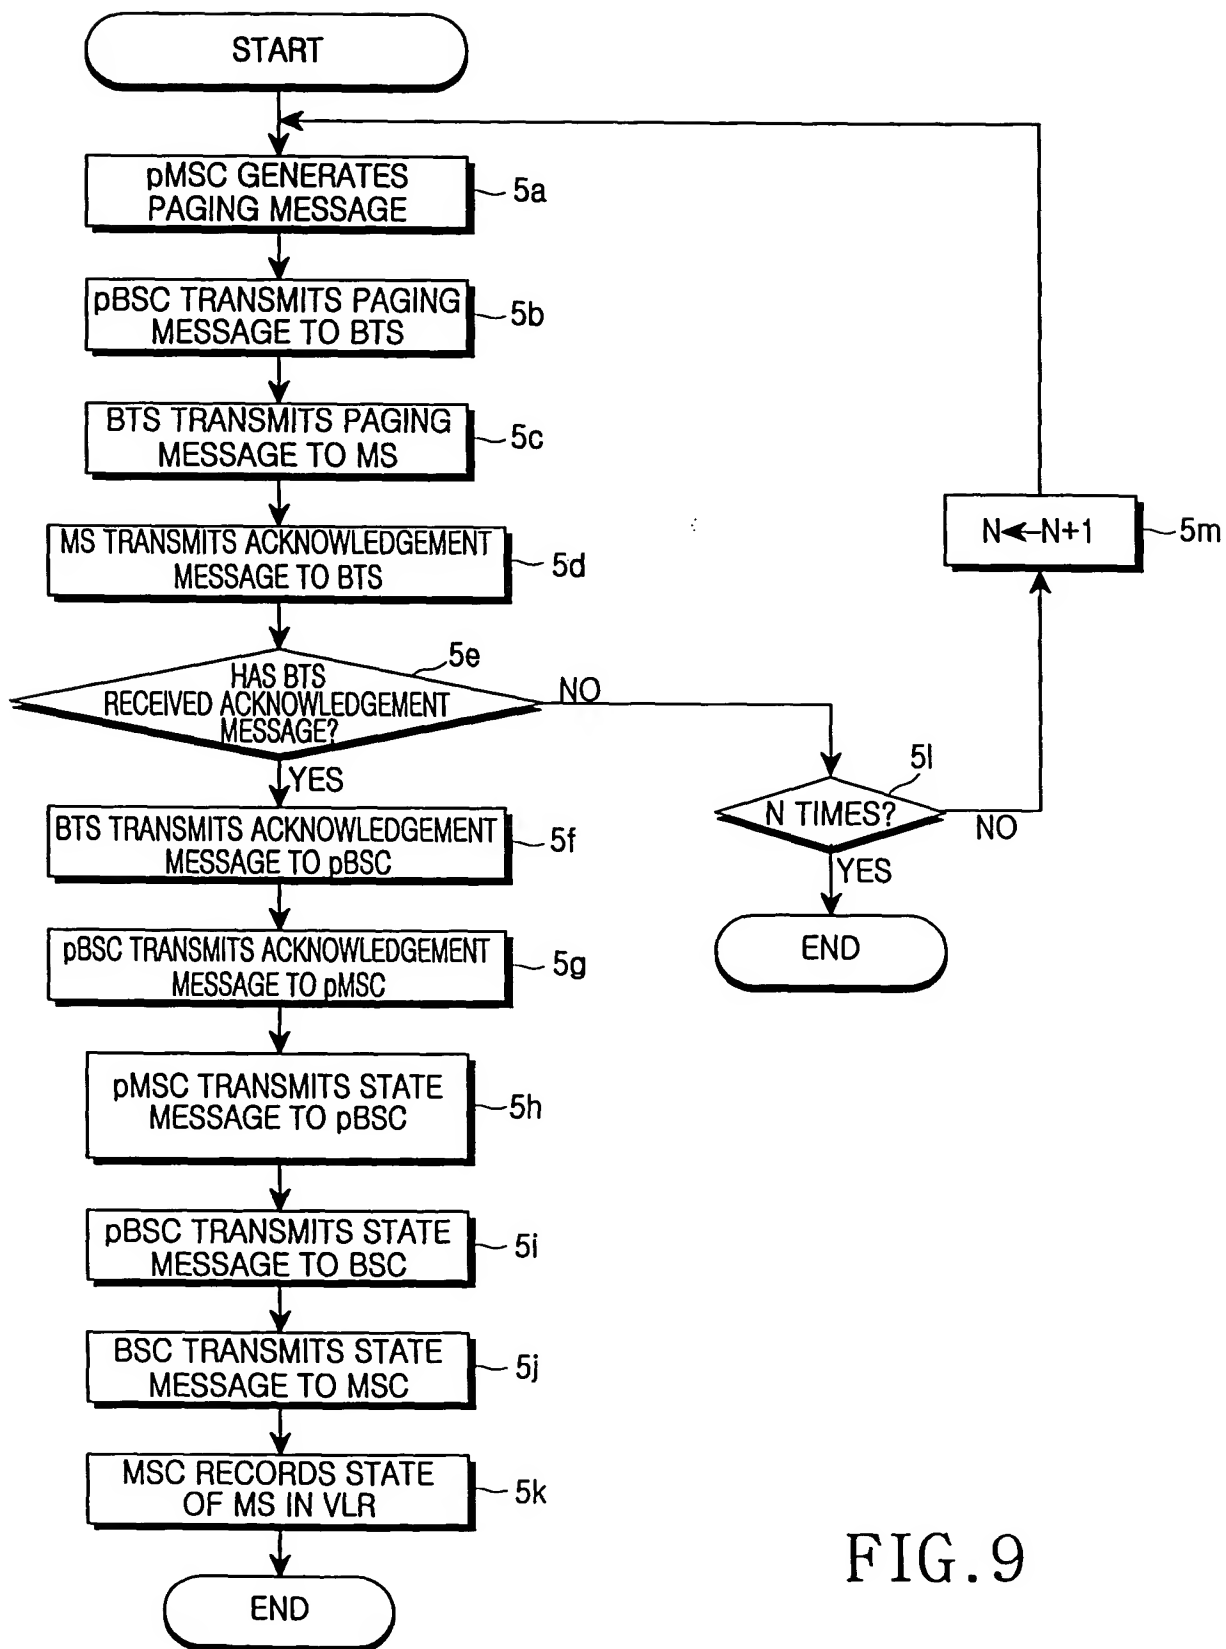 START
pMSC GENERATES
PAGING MESSAGE
5a
pBSC TRANSMITS PAGING
MESSAGE TO BTS
5b
BTS TRANSMITS PAGING
MESSAGE TO MS
5c
MS TRANSMITS ACKNOWLEDGEMENT
MESSAGE TO BTS
5d
N←N+1
5m
5e
HAS BTS
RECEIVED ACKNOWLEDGEMENT
MESSAGE?
NO
YES
5l
N TIMES?
NO
YES
END
BTS TRANSMITS ACKNOWLEDGEMENT
MESSAGE TO pBSC
5f
pBSC TRANSMITS ACKNOWLEDGEMENT
MESSAGE TO pMSC
5g
pMSC TRANSMITS STATE
MESSAGE TO pBSC
5h
pBSC TRANSMITS STATE
MESSAGE TO BSC
5i
BSC TRANSMITS STATE
MESSAGE TO MSC
5j
MSC RECORDS STATE
OF MS IN VLR
5k
END
FIG.9